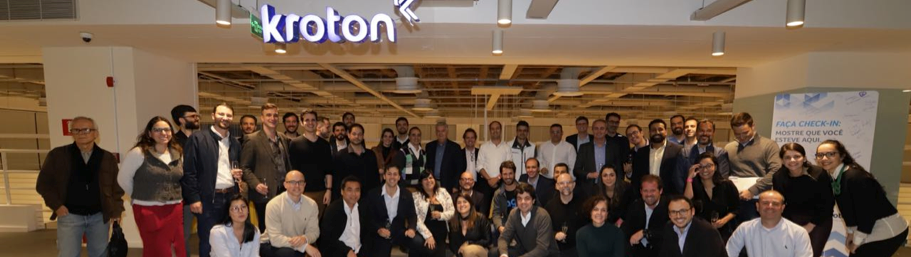 kroton
FAÇA CHECK-IN:
MOSTRE QUE VOCÊ
ESTEVE AQUI